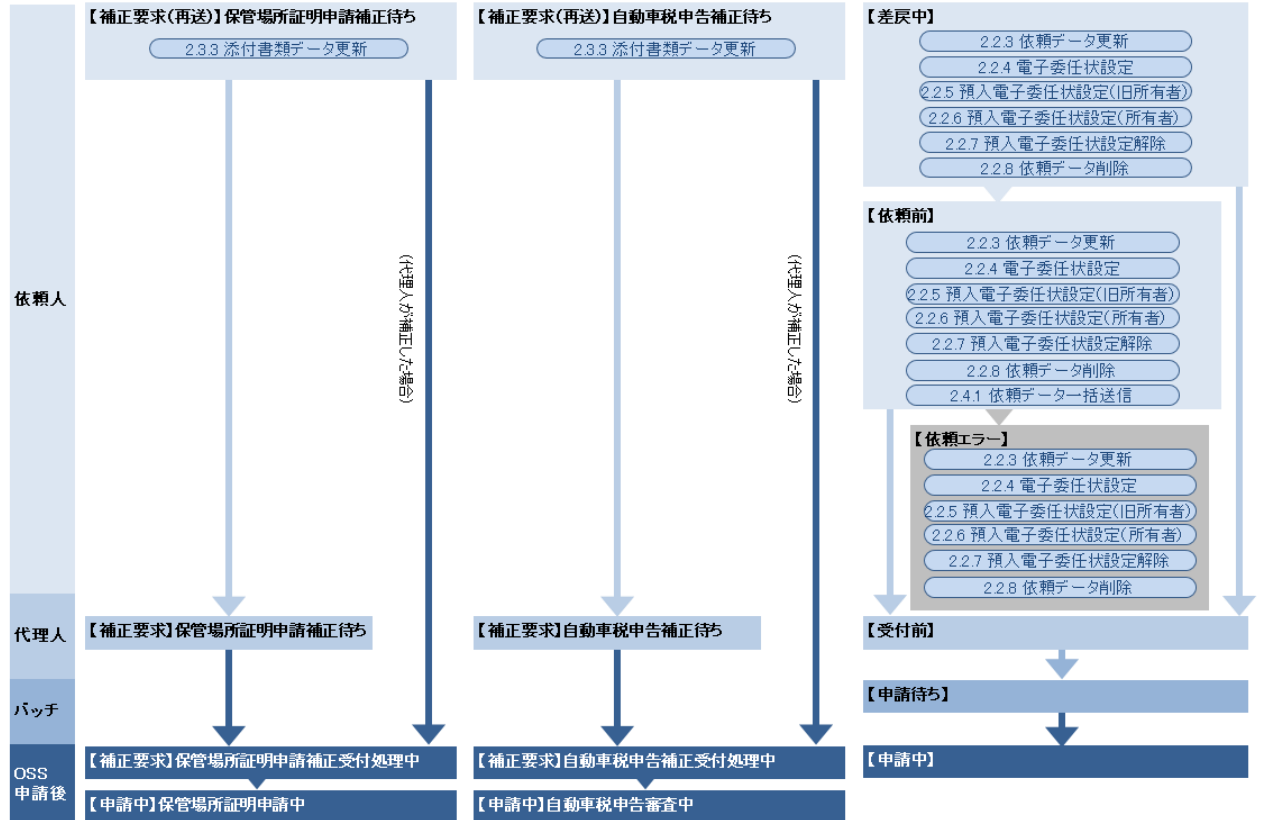 依頼人
代理人
バッチ
OSS
申請後
【補正要求(再送)】保管場所証明申請補正待ち
2.3.3 添付書類データ更新
(代理人が補正した場合)
【補正要求】保管場所証明申請補正待ち
【補正要求】保管場所証明申請補正受付処理中
【申請中】保管場所証明申請中
【補正要求(再送)】自動車税申告補正待ち
2.3.3 添付書類データ更新
(代理人が補正した場合)
【補正要求】自動車税申告補正待ち
【補正要求】自動車税申告補正受付処理中
【申請中】自動車税申告審査中
【差戻中】
2.2.3 依頼データ更新
2.2.4 電子委任状設定
2.2.5 預入電子委任状設定(旧所有者)
2.2.6 預入電子委任状設定(所有者)
2.2.7 預入電子委任状設定解除
2.2.8 依頼データ削除
【依頼前】
2.2.3 依頼データ更新
2.2.4 電子委任状設定
2.2.5 預入電子委任状設定(旧所有者)
2.2.6 預入電子委任状設定(所有者)
2.2.7 預入電子委任状設定解除
2.2.8 依頼データ削除
2.4.1 依頼データ一括送信
【依頼エラー】
2.2.3 依頼データ更新
2.2.4 電子委任状設定
2.2.5 預入電子委任状設定(旧所有者)
2.2.6 預入電子委任状設定(所有者)
2.2.7 預入電子委任状設定解除
2.2.8 依頼データ削除
【受付前】
【申請待ち】
【申請中】